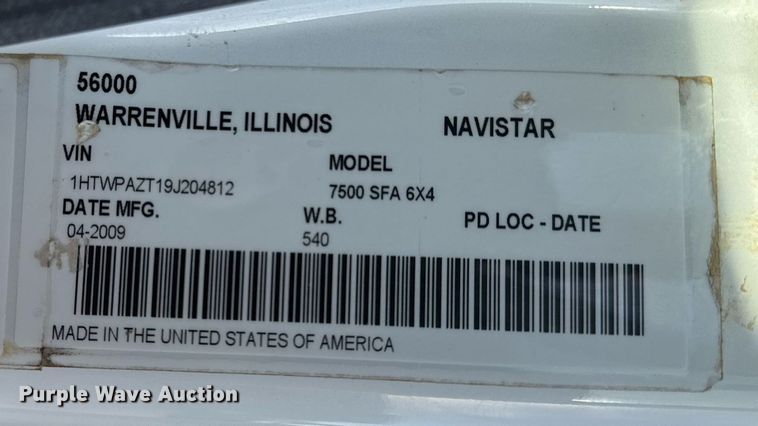 56000
WARRENVILLE, ILLINOIS NAVISTAR
VIN MODEL
1HTWPAZT19J204812 7500 SFA 6X4
DATE MFG. W.B. PD LOC - DATE
04-2009 540
MADE IN THE UNITED STATES OF AMERICA
Purple Wave Auction